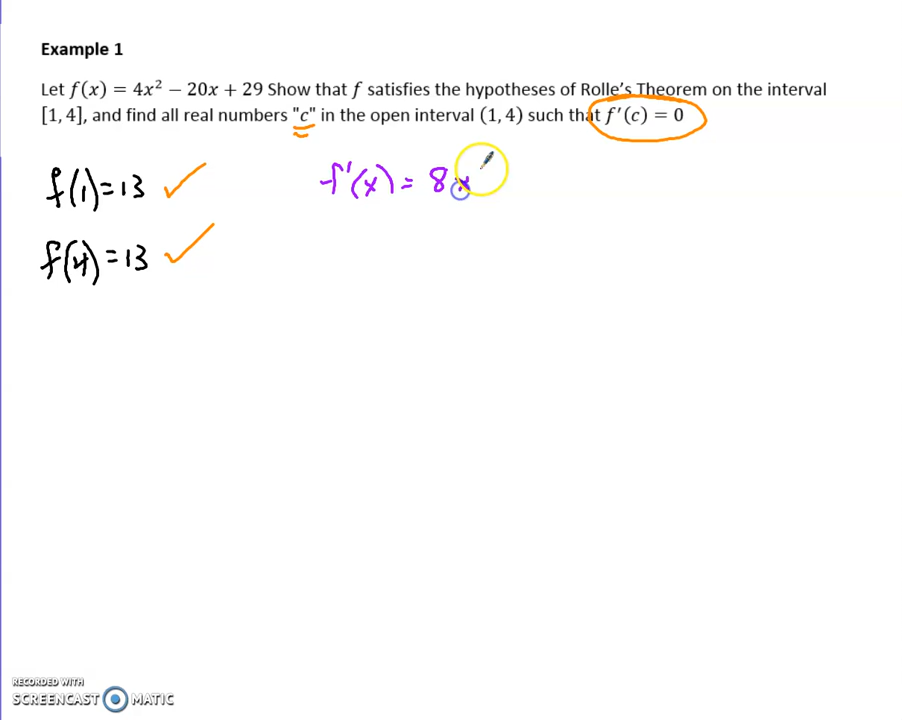 Example 1
Let f(x) = 4x² − 20x + 29 Show that f satisfies the hypotheses of Rolle's Theorem on the interval
[1, 4], and find all real numbers "c" in the open interval (1, 4) such that f′(c) = 0
f(1)=13 ✓
f'(x) = 8x
f(4)=13 ✓
RECORDED WITH
SCREENCAST MATIC